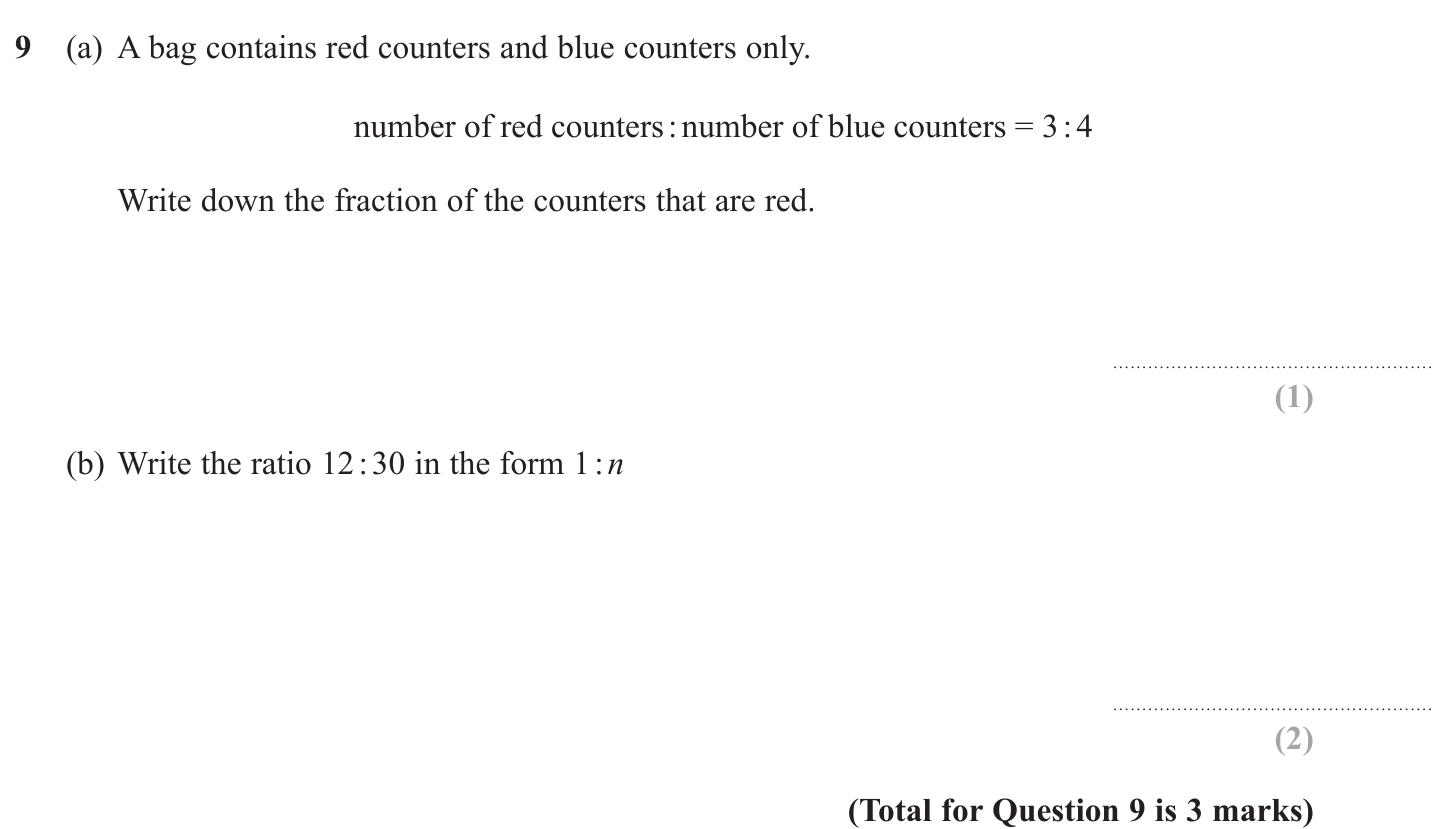 9 (a) A bag contains red counters and blue counters only.
number of red counters : number of blue counters = 3 : 4
Write down the fraction of the counters that are red.
(1)
(b) Write the ratio 12 : 30 in the form 1 : n
(2)
(Total for Question 9 is 3 marks)